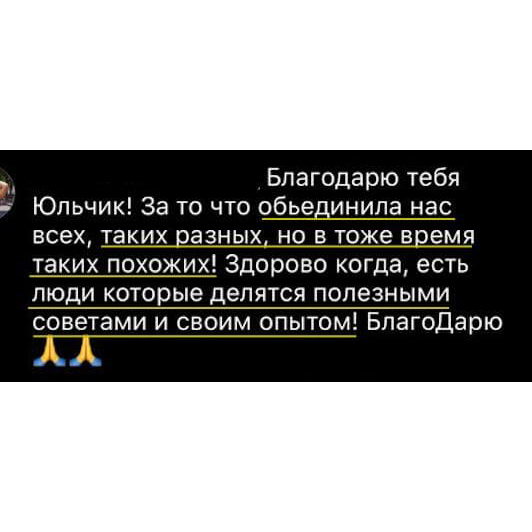 Благодарю тебя
Юльчик! За то что обьединила нас
всех, таких разных, но в тоже время
таких похожих! Здорово когда, есть
люди которые делятся полезными
советами и своим опытом! БлагоДарю
🙏🙏